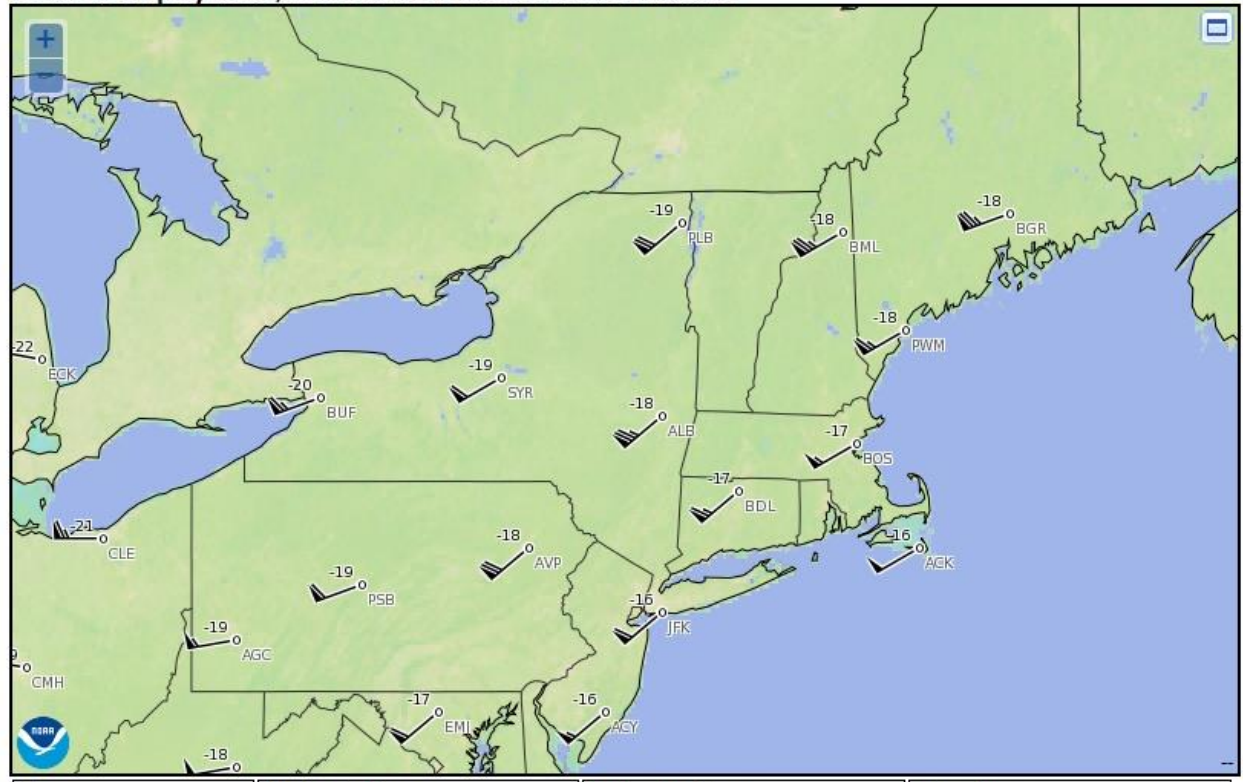 +
–
-19
PLB
-18
BML
-18
BGR
-18
PWM
-22
ECK
-20
BUF
-19
SYR
-18
ALB
-17
BOS
-17
BDL
-21
CLE
-18
AVP
-16
ACK
-19
PSB
-16
JFK
-19
AGC
9
CMH
-17
EMI
-16
ACY
NOAA
-18
--